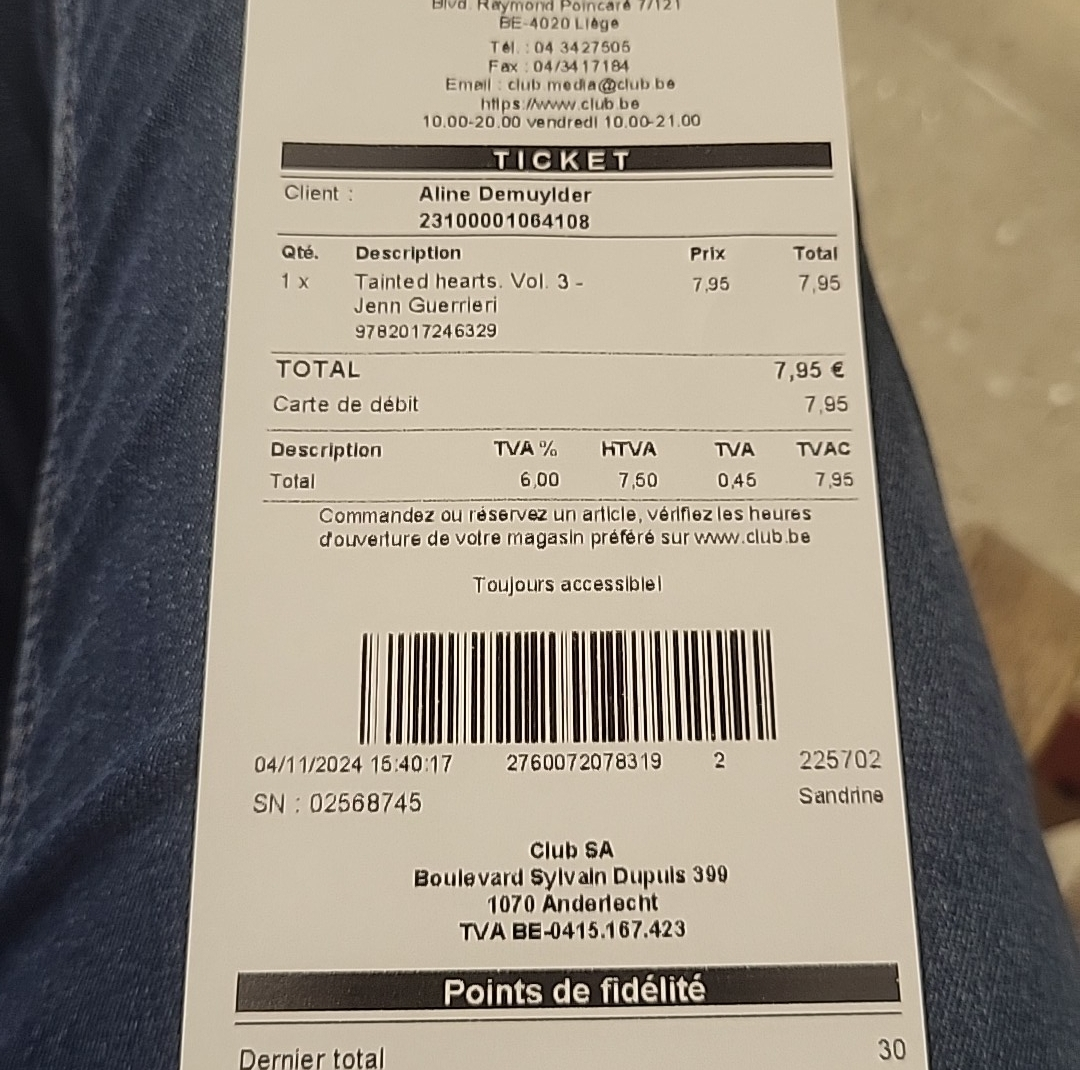 Blvd. Raymond Poincaré 7/121
BE-4020 Liège
Tél. : 04 3427505
Fax : 04/3417184
Email : club.media@club.be
https://www.club.be
10.00-20.00 vendredi 10.00-21.00
TICKET
Client : Aline Demuylder
23100001064108
Qté. Description Prix Total
1 x Tainted hearts. Vol. 3 - 7,95 7,95
Jenn Guerrieri
9782017246329
TOTAL 7,95 €
Carte de débit 7,95
Description TVA % HTVA TVA TVAC
Total 6,00 7,50 0,45 7,95
Commandez ou réservez un article, vérifiez les heures
d'ouverture de votre magasin préféré sur www.club.be
Toujours accessible!
04/11/2024 15:40:17 2760072078319 2 225702
SN : 02568745 Sandrine
Club SA
Boulevard Sylvain Dupuis 399
1070 Anderlecht
TVA BE-0415.167.423
Points de fidélité
Dernier total 30